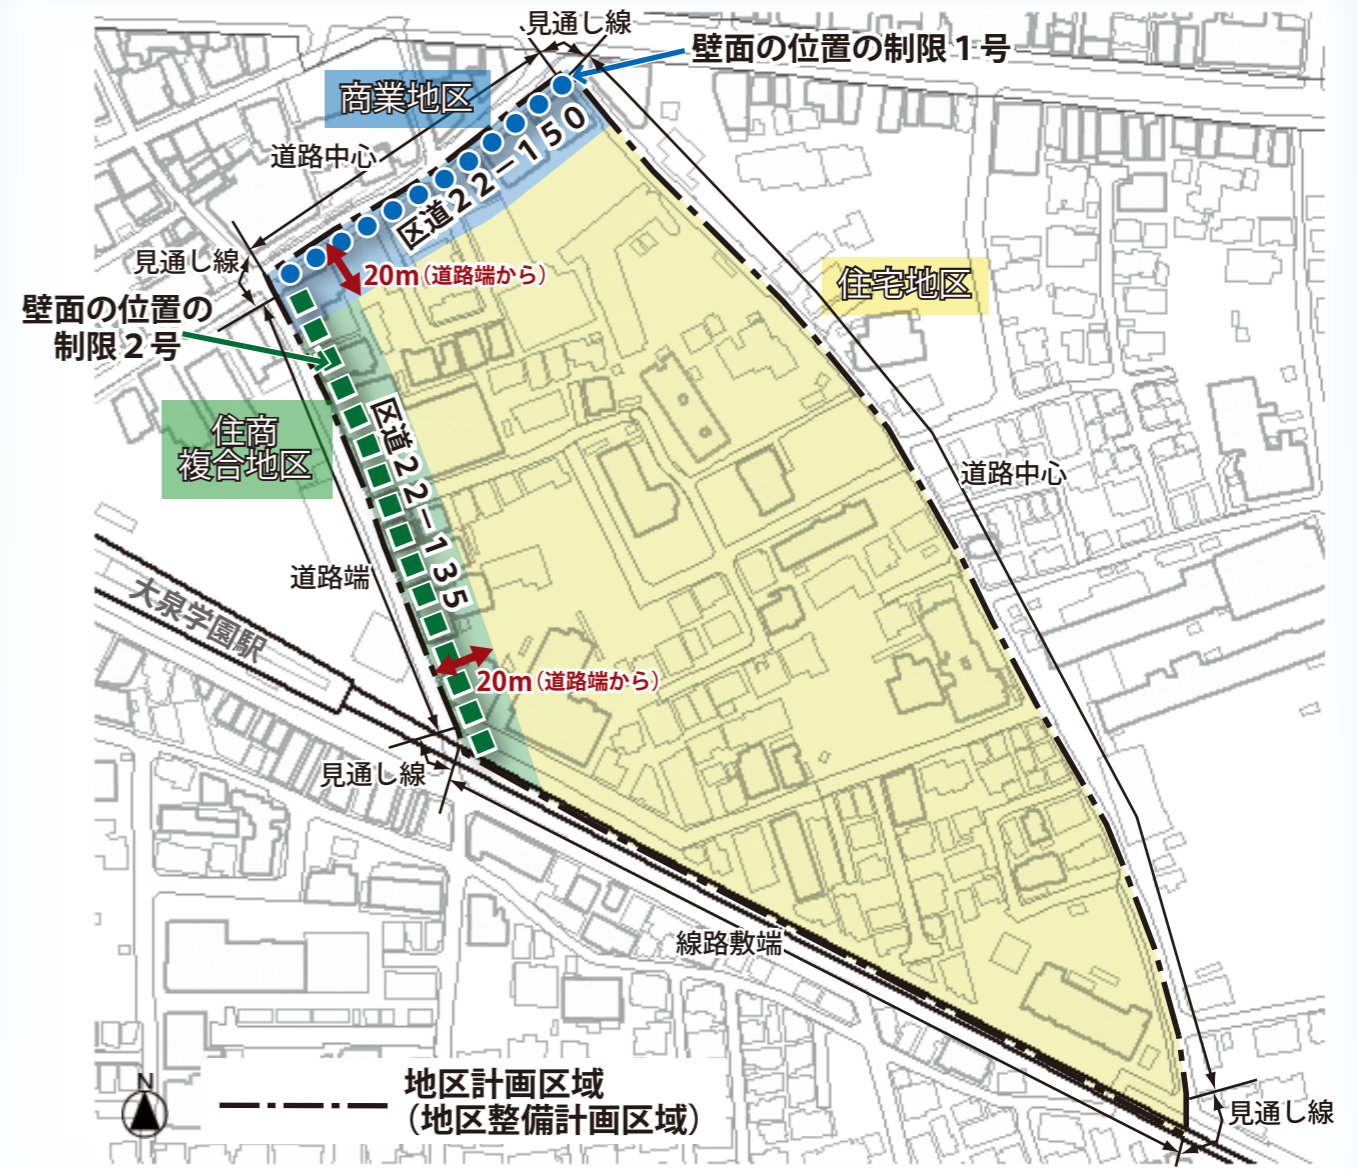 見通し線
壁面の位置の制限１号
商業地区
道路中心
区道２２－１５０
見通し線
20m（道路端から）
住宅地区
壁面の位置の
制限２号
住商
複合地区
区道２２－１３５
道路中心
道路端
大泉学園駅
20m（道路端から）
見通し線
線路敷端
N
地区計画区域
（地区整備計画区域）
見通し線